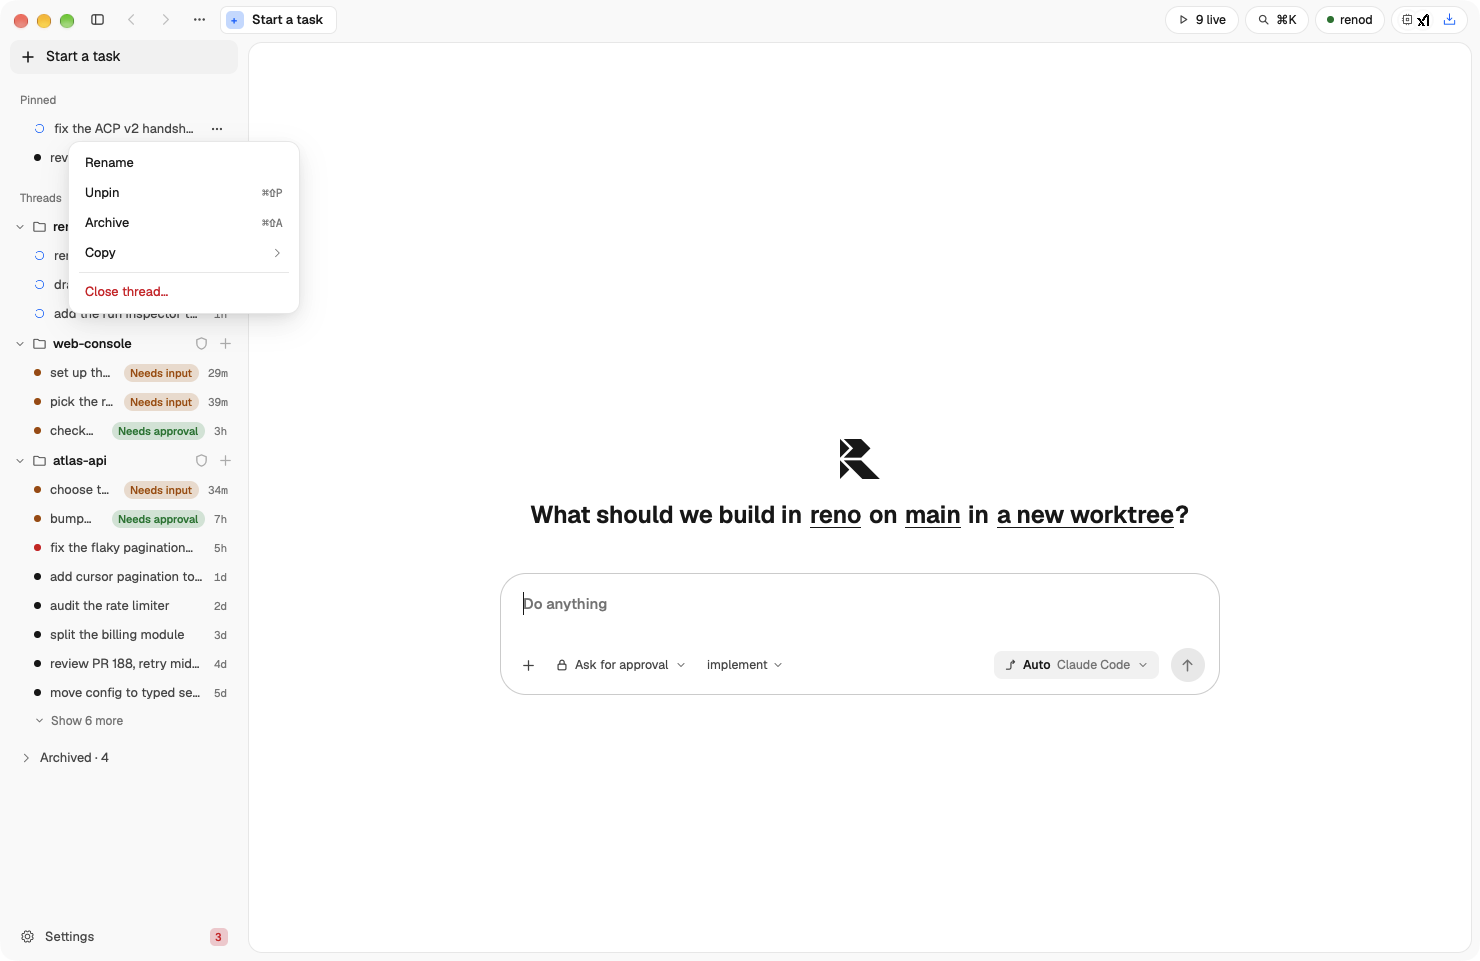 Start a task
9 live
⌘K
renod
Start a task
Pinned
fix the ACP v2 handsh...
rev
Rename
Unpin ⌘⇧P
Archive ⌘⇧A
Copy
Close thread...
Threads
add the run inspector t... 1h
web-console
set up th... Needs input 29m
pick the r... Needs input 39m
check... Needs approval 3h
atlas-api
choose t... Needs input 34m
bump... Needs approval 7h
fix the flaky pagination... 5h
add cursor pagination to... 1d
audit the rate limiter 2d
split the billing module 3d
review PR 188, retry mid... 4d
move config to typed se... 5d
Show 6 more
Archived · 4
Settings 3
What should we build in reno on main in a new worktree?
Do anything
Ask for approval
implement
Auto Claude Code